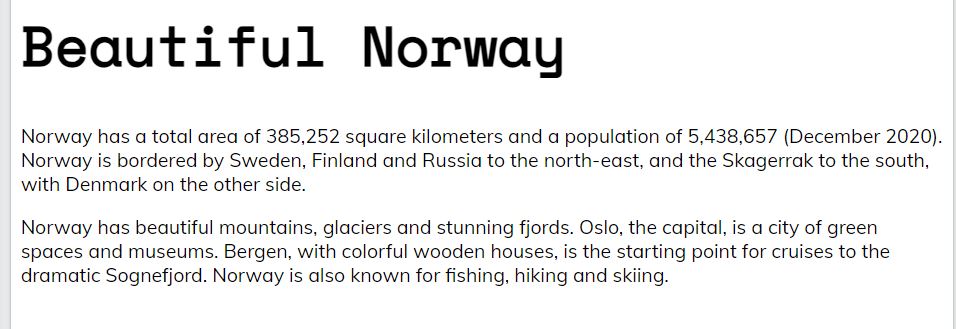 Beautiful Norway
Norway has a total area of 385,252 square kilometers and a population of 5,438,657 (December 2020).
Norway is bordered by Sweden, Finland and Russia to the north-east, and the Skagerrak to the south,
with Denmark on the other side.
Norway has beautiful mountains, glaciers and stunning fjords. Oslo, the capital, is a city of green
spaces and museums. Bergen, with colorful wooden houses, is the starting point for cruises to the
dramatic Sognefjord. Norway is also known for fishing, hiking and skiing.